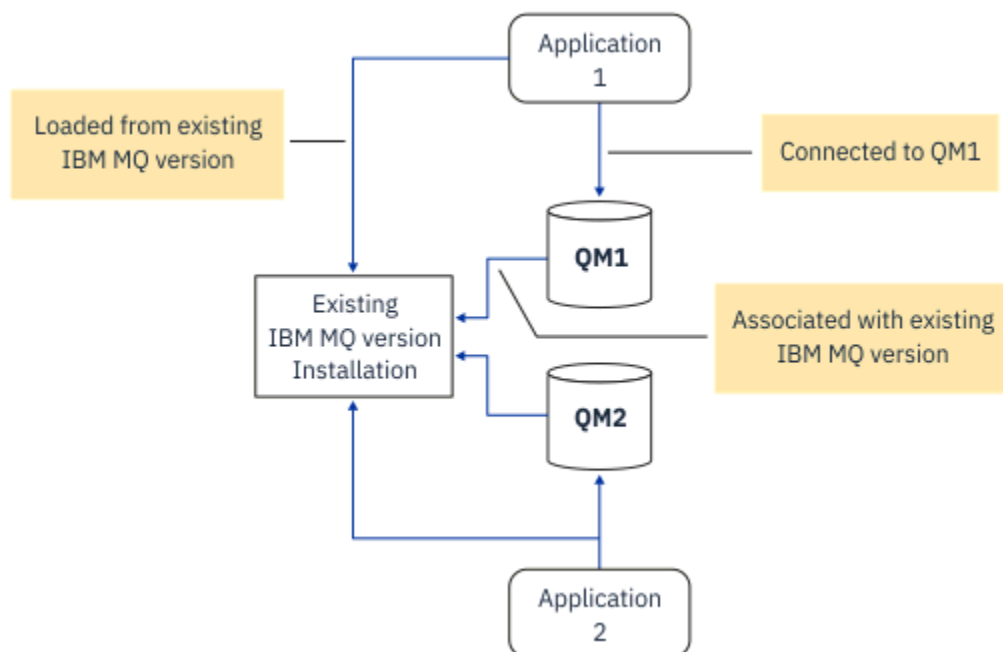 Application
1
Loaded from existing
IBM MQ version
Connected to QM1
QM1
Existing
IBM MQ version
Installation
Associated with existing
IBM MQ version
QM2
Application
2